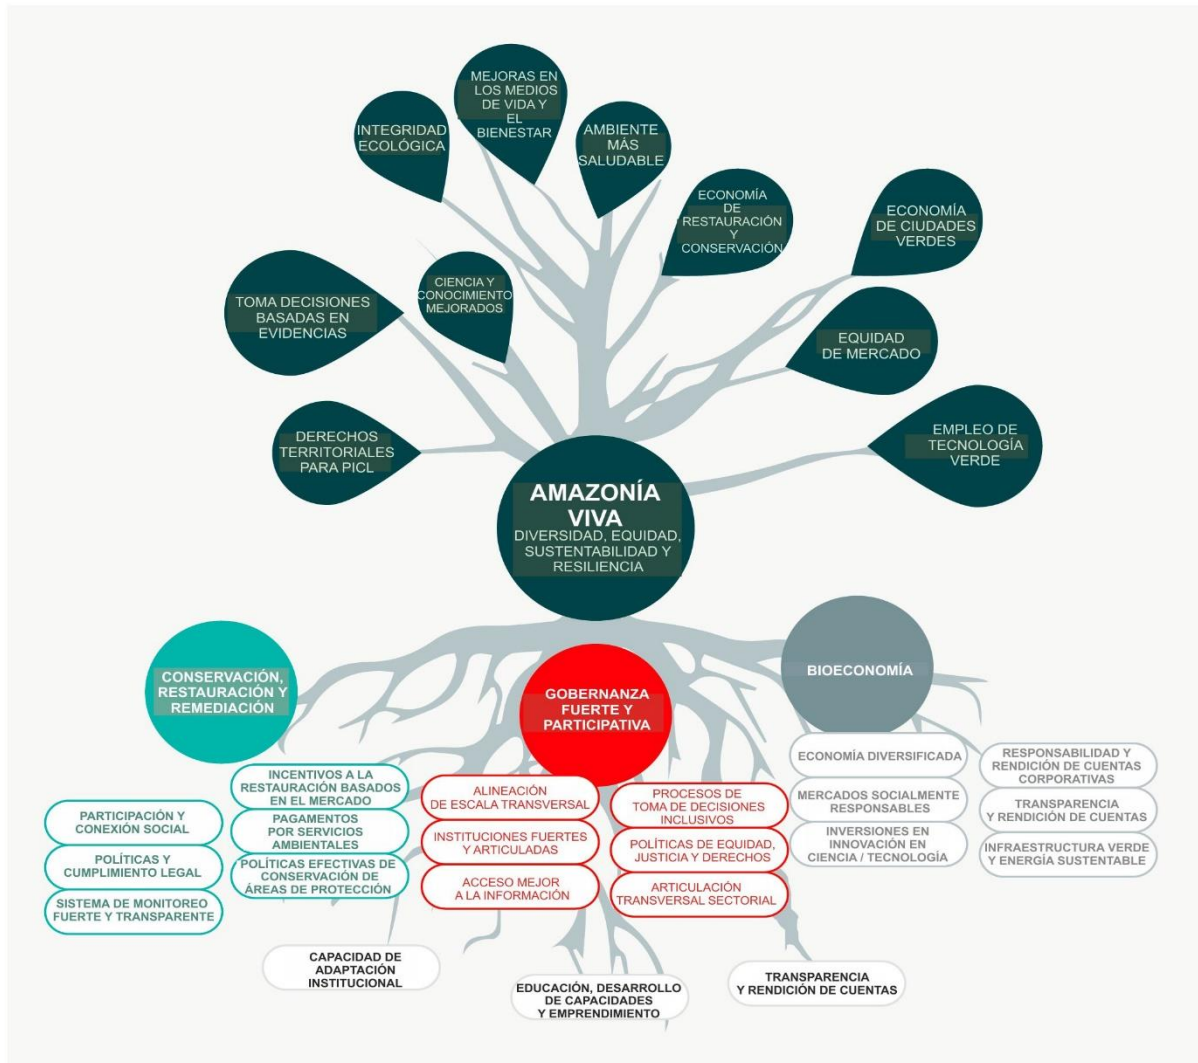 MEJORAS EN
LOS MEDIOS
DE VIDA Y
EL
BIENESTAR
INTEGRIDAD
ECOLÓGICA
AMBIENTE
MÁS
SALUDABLE
ECONOMÍA
DE
RESTAURACIÓN
Y
CONSERVACIÓN
ECONOMÍA
DE CIUDADES
VERDES
TOMA DECISIONES
BASADAS EN
EVIDENCIAS
CIENCIA Y
CONOCIMIENTO
MEJORADOS
EQUIDAD
DE MERCADO
DERECHOS
TERRITORIALES
PARA PICL
EMPLEO DE
TECNOLOGÍA
VERDE
AMAZONÍA
VIVA
DIVERSIDAD, EQUIDAD,
SUSTENTABILIDAD Y
RESILIENCIA
CONSERVACIÓN,
RESTAURACIÓN Y
REMEDIACIÓN
GOBERNANZA
FUERTE Y
PARTICIPATIVA
BIOECONOMÍA
PARTICIPACIÓN Y
CONEXIÓN SOCIAL
POLÍTICAS Y
CUMPLIMIENTO LEGAL
SISTEMA DE MONITOREO
FUERTE Y TRANSPARENTE
INCENTIVOS A LA
RESTAURACIÓN BASADOS
EN EL MERCADO
PAGAMENTOS
POR SERVICIOS
AMBIENTALES
POLÍTICAS EFECTIVAS DE
CONSERVACIÓN DE
ÁREAS DE PROTECCIÓN
ALINEACIÓN
DE ESCALA TRANSVERSAL
INSTITUCIONES FUERTES
Y ARTICULADAS
ACCESO MEJOR
A LA INFORMACIÓN
PROCESOS DE
TOMA DE DECISIONES
INCLUSIVOS
POLÍTICAS DE EQUIDAD,
JUSTICIA Y DERECHOS
ARTICULACIÓN
TRANSVERSAL SECTORIAL
ECONOMÍA DIVERSIFICADA
MERCADOS SOCIALMENTE
RESPONSABLES
INVERSIONES EN
INNOVACIÓN EN
CIENCIA / TECNOLOGÍA
RESPONSABILIDAD Y
RENDICIÓN DE CUENTAS
CORPORATIVAS
TRANSPARENCIA
Y RENDICIÓN DE CUENTAS
INFRAESTRUCTURA VERDE
Y ENERGÍA SUSTENTABLE
CAPACIDAD DE
ADAPTACIÓN
INSTITUCIONAL
EDUCACIÓN, DESARROLLO
DE CAPACIDADES
Y EMPRENDIMIENTO
TRANSPARENCIA
Y RENDICIÓN DE CUENTAS